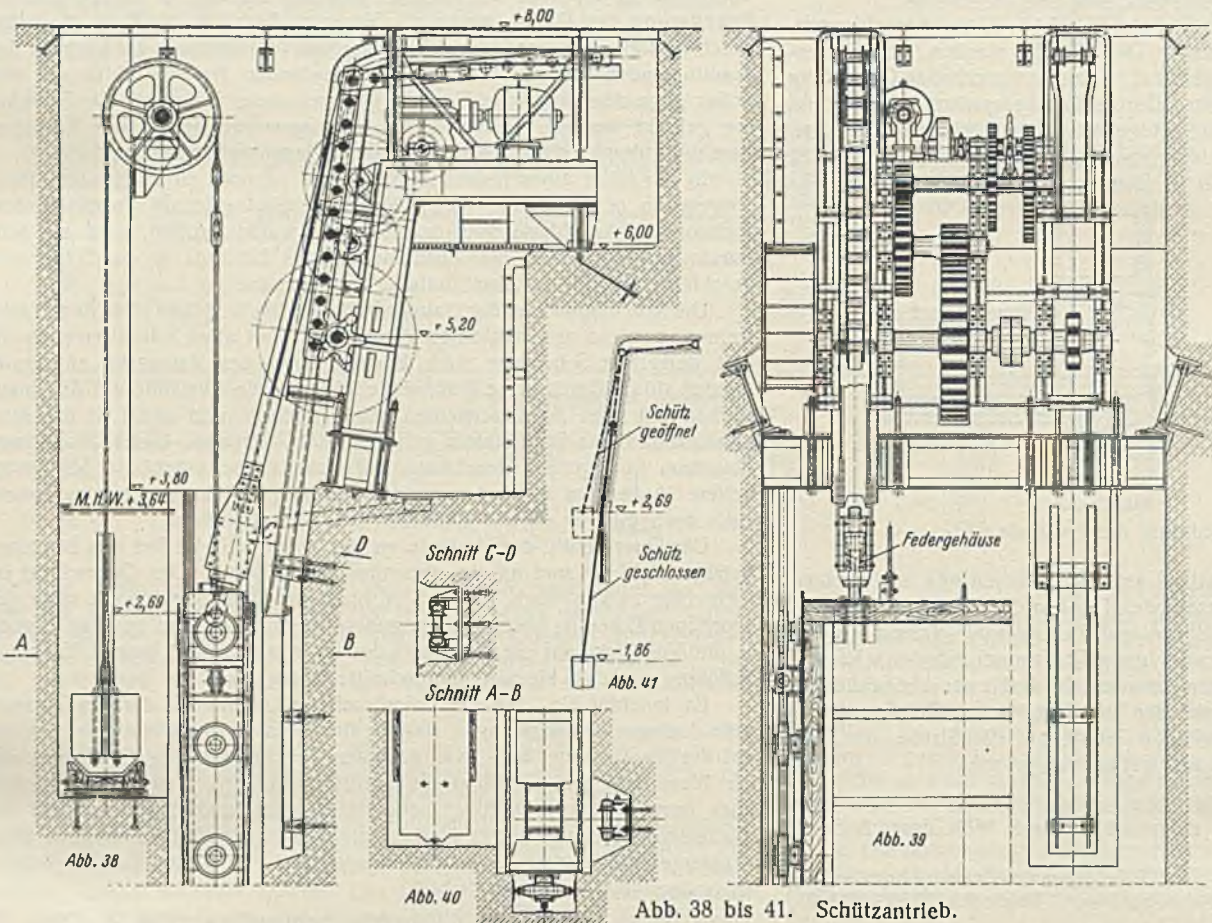 + 8,00
+ 6,00
+ 5,20
+ 3,80
M.H.W. + 3,64
+ 2,69
A
B
D
Abb. 38
Schnitt C-D
Schnitt A-B
Abb. 40
Schütz
geöffnet
+ 2,69
Schütz
geschlossen
- 1,86
Abb. 41
Federgehäuse
Abb. 39
Abb. 38 bis 41. Schützantrieb.